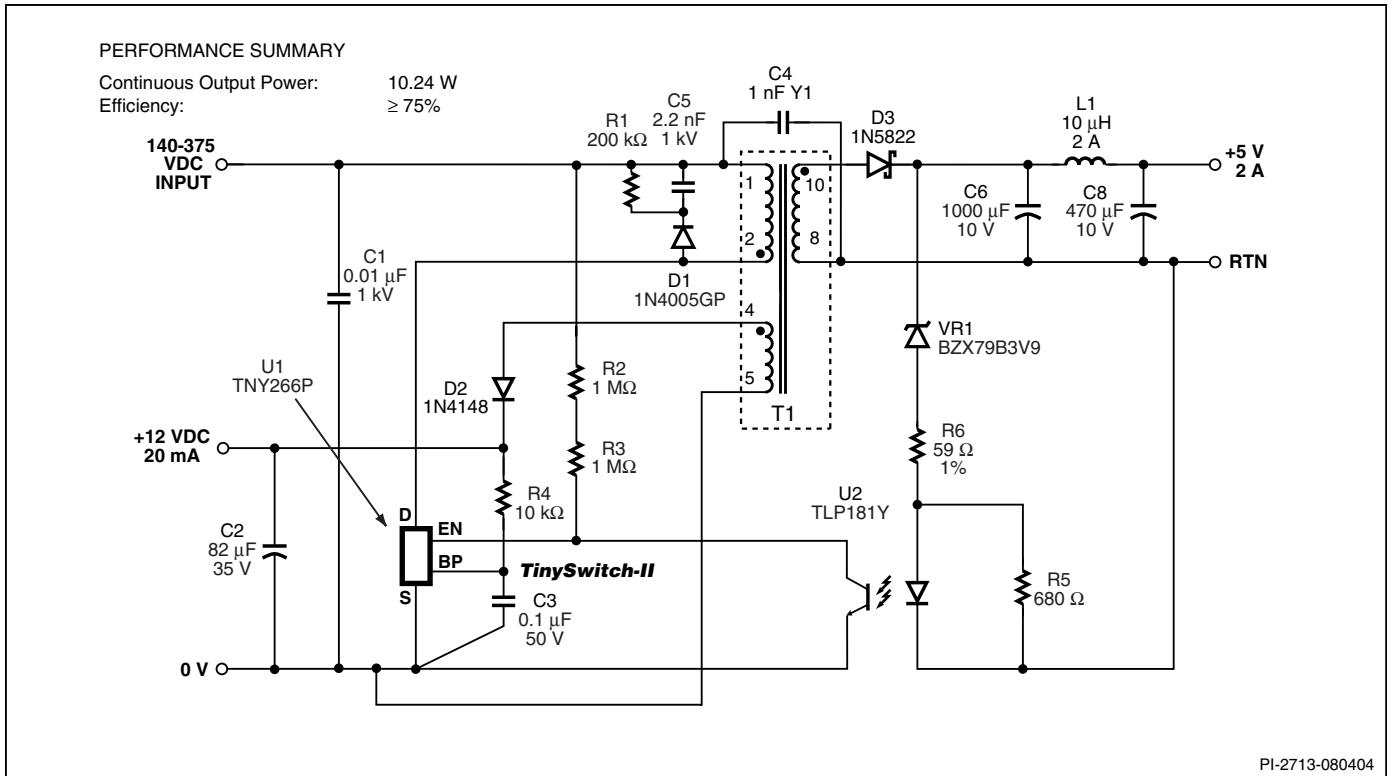 PERFORMANCE SUMMARY
Continuous Output Power: 10.24 W
Efficiency: ≥ 75%
140-375
VDC
INPUT
R1
200 kΩ
C5
2.2 nF
1 kV
C4
1 nF Y1
D3
1N5822
L1
10 µH
2 A
+5 V
2 A
1
2
10
8
C6
1000 µF
10 V
C8
470 µF
10 V
RTN
C1
0.01 µF
1 kV
D1
1N4005GP
4
5
T1
VR1
BZX79B3V9
U1
TNY266P
D2
1N4148
R2
1 MΩ
R3
1 MΩ
R6
59 Ω
1%
+12 VDC
20 mA
R4
10 kΩ
U2
TLP181Y
C2
82 µF
35 V
D
EN
BP
S
TinySwitch-II
C3
0.1 µF
50 V
R5
680 Ω
0 V
PI-2713-080404